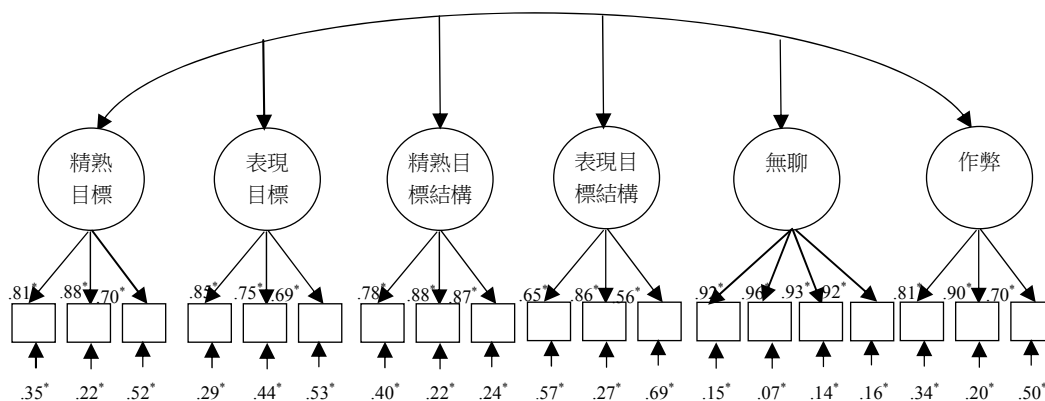 精熟
目標
表現
目標
精熟目
標結構
表現目
標結構
無聊
作弊
.81* .88* .70* .85* .75* .69* .78* .88* .87* .65* .86* .56* .92* .96* .93* .92* .81* .90* .70*
.35* .22* .52* .29* .44* .53* .40* .22* .24* .57* .27* .69* .15* .07* .14* .16* .34* .20* .50*